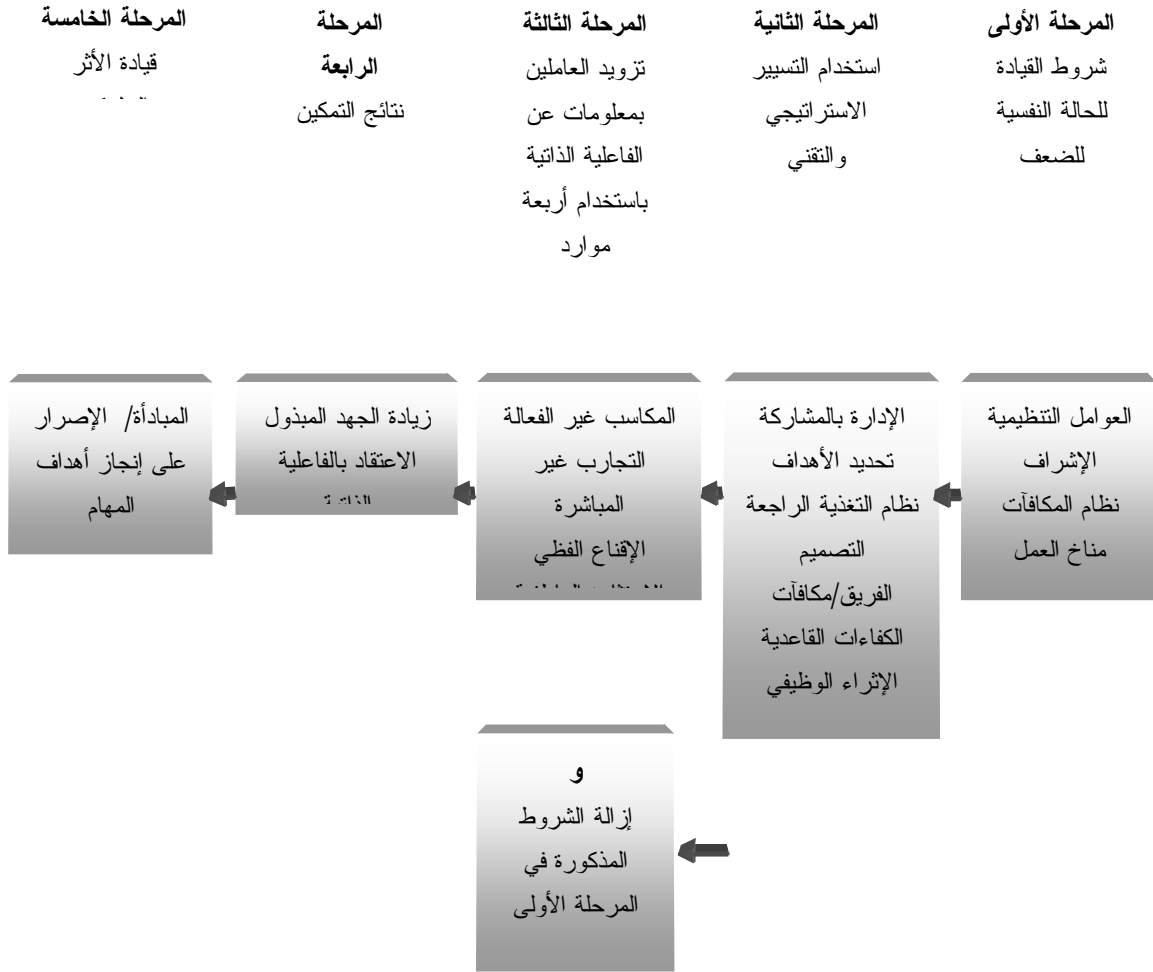 المرحلة الأولى
شروط القيادة
للحالة النفسية
للضعف
المرحلة الثانية
استخدام التسيير
الاستراتيجي
والتقني
المرحلة الثالثة
تزويد العاملين
بمعلومات عن
الفاعلية الذاتية
باستخدام أربعة
موارد
المرحلة
الرابعة
نتائج التمكين
المرحلة الخامسة
قيادة الأثر
العوامل التنظيمية
الإشراف
نظام المكافآت
مناخ العمل
الإدارة بالمشاركة
تحديد الأهداف
نظام التغذية الراجعة
التصميم
الفريق/مكافآت
الكفاءات القاعدية
الإثراء الوظيفي
المكاسب غير الفعالة
التجارب غير
المباشرة
الإقناع الفظي
زيادة الجهد المبذول
الاعتقاد بالفاعلية
المبادأة/ الإصرار
على إنجاز أهداف
المهام
و
إزالة الشروط
المذكورة في
المرحلة الأولى